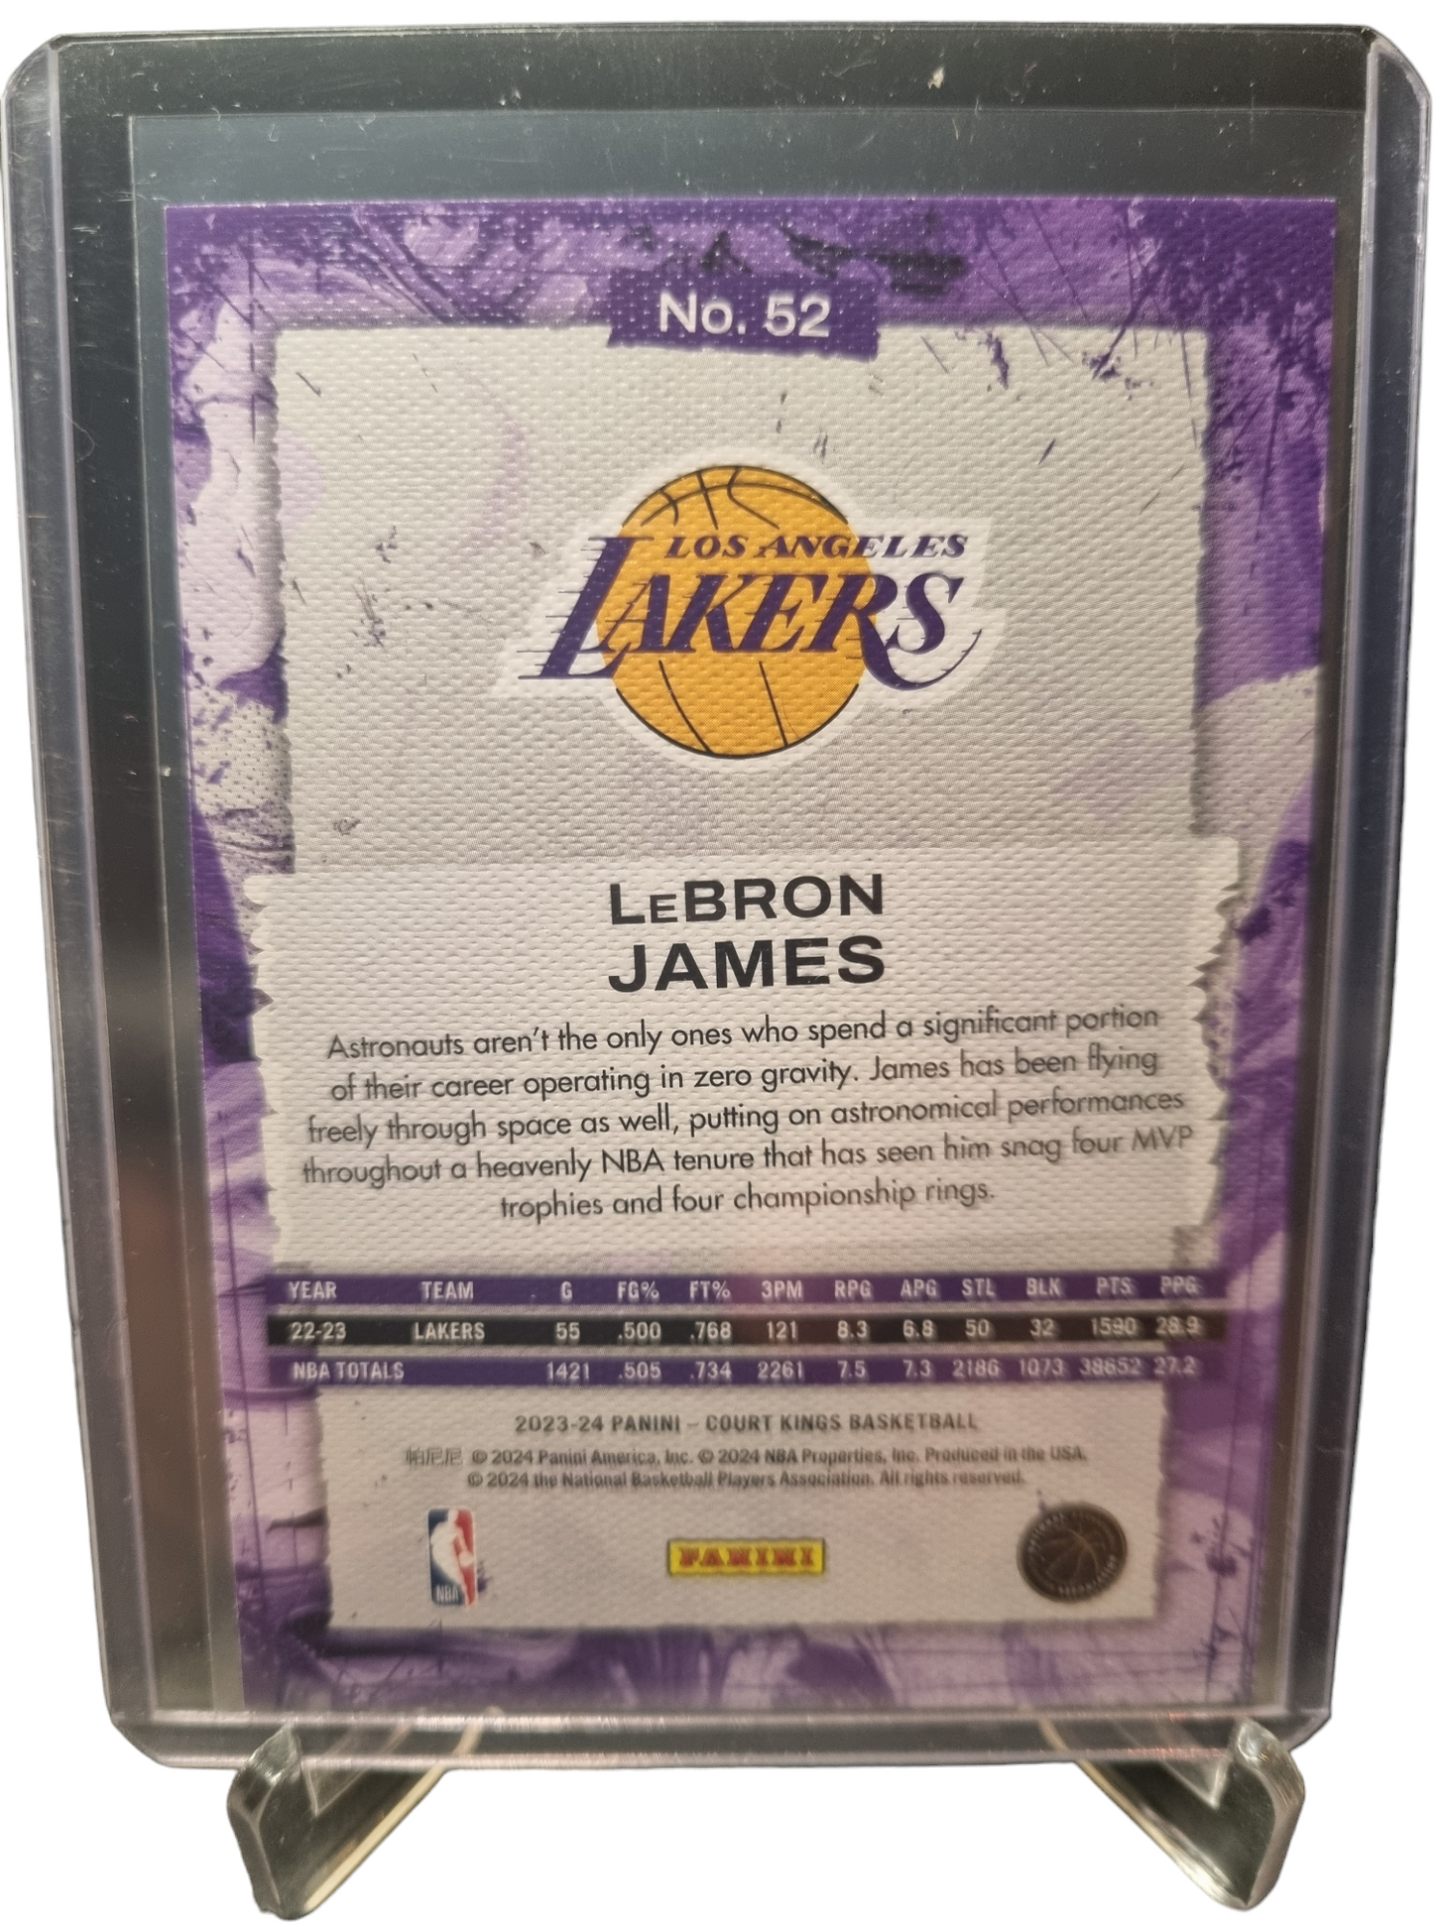 No. 52
LOS ANGELES
LAKERS
LeBRON
JAMES
Astronauts aren't the only ones who spend a significant portion
of their career operating in zero gravity. James has been flying
freely through space as well, putting on astronomical performances
throughout a heavenly NBA tenure that has seen him snag four MVP
trophies and four championship rings.
YEAR TEAM G FG% FT% 3PM RPG APG STL BLK PTS PPG
22-23 LAKERS 55 .500 .768 121 8.3 6.8 50 32 1590 28.9
NBA TOTALS 1421 .505 .734 2261 7.5 7.3 2186 1073 38652 27.2
2023-24 PANINI – COURT KINGS BASKETBALL
帕尼尼 © 2024 Panini America, Inc. © 2024 NBA Properties, Inc. Produced in the USA.
© 2024 the National Basketball Players Association. All rights reserved.
NBA
PANINI